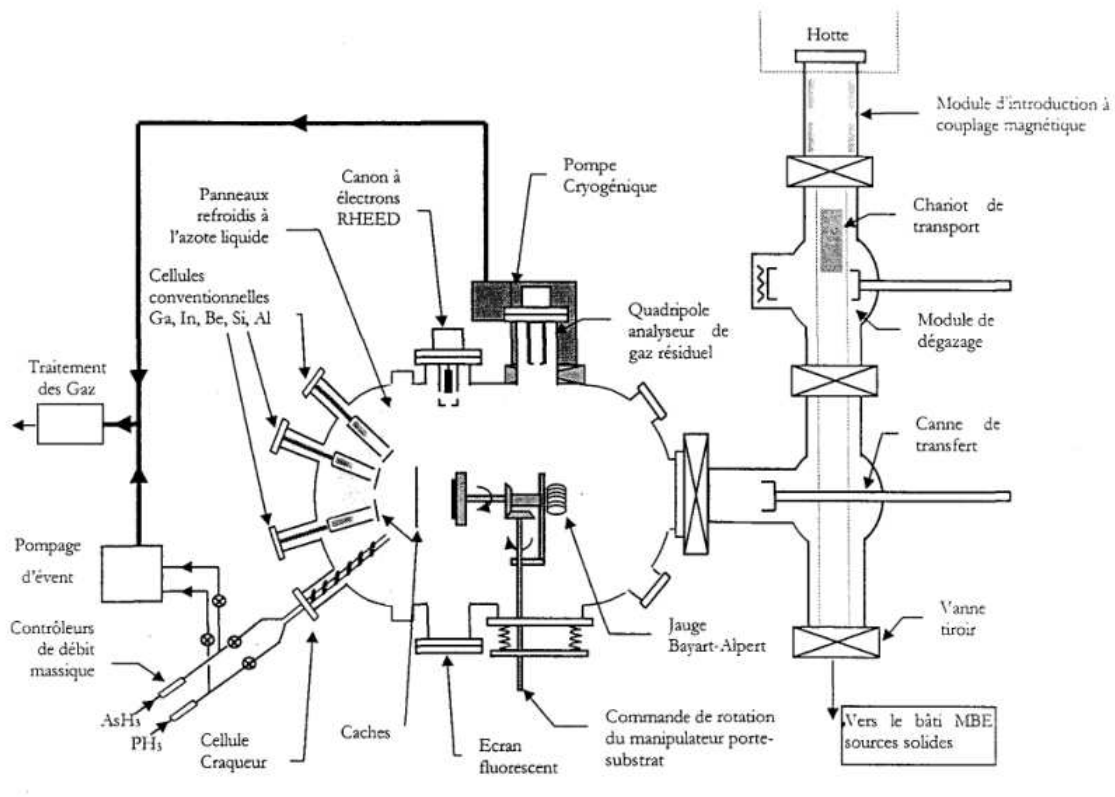 Hotte
Module d'introduction à
couplage magnétique
Pompe
Cryogénique
Canon à
électrons
RHEED
Panneaux
refroidis à
l'azote liquide
Chariot de
transport
Cellules
conventionnelles
Ga, In, Be, Si, Al
Quadripole
analyseur de
gaz résiduel
Module de
dégazage
Traitement
des Gaz
Canne de
transfert
Pompage
d'évent
Contrôleurs
de débit
massique
Jauge
Bayart-Alpert
Vanne
tiroir
AsH3
PH3
Cellule
Craqueur
Caches
Ecran
fluorescent
Commande de rotation
du manipulateur porte-
substrat
Vers le bâti MBE
sources solides